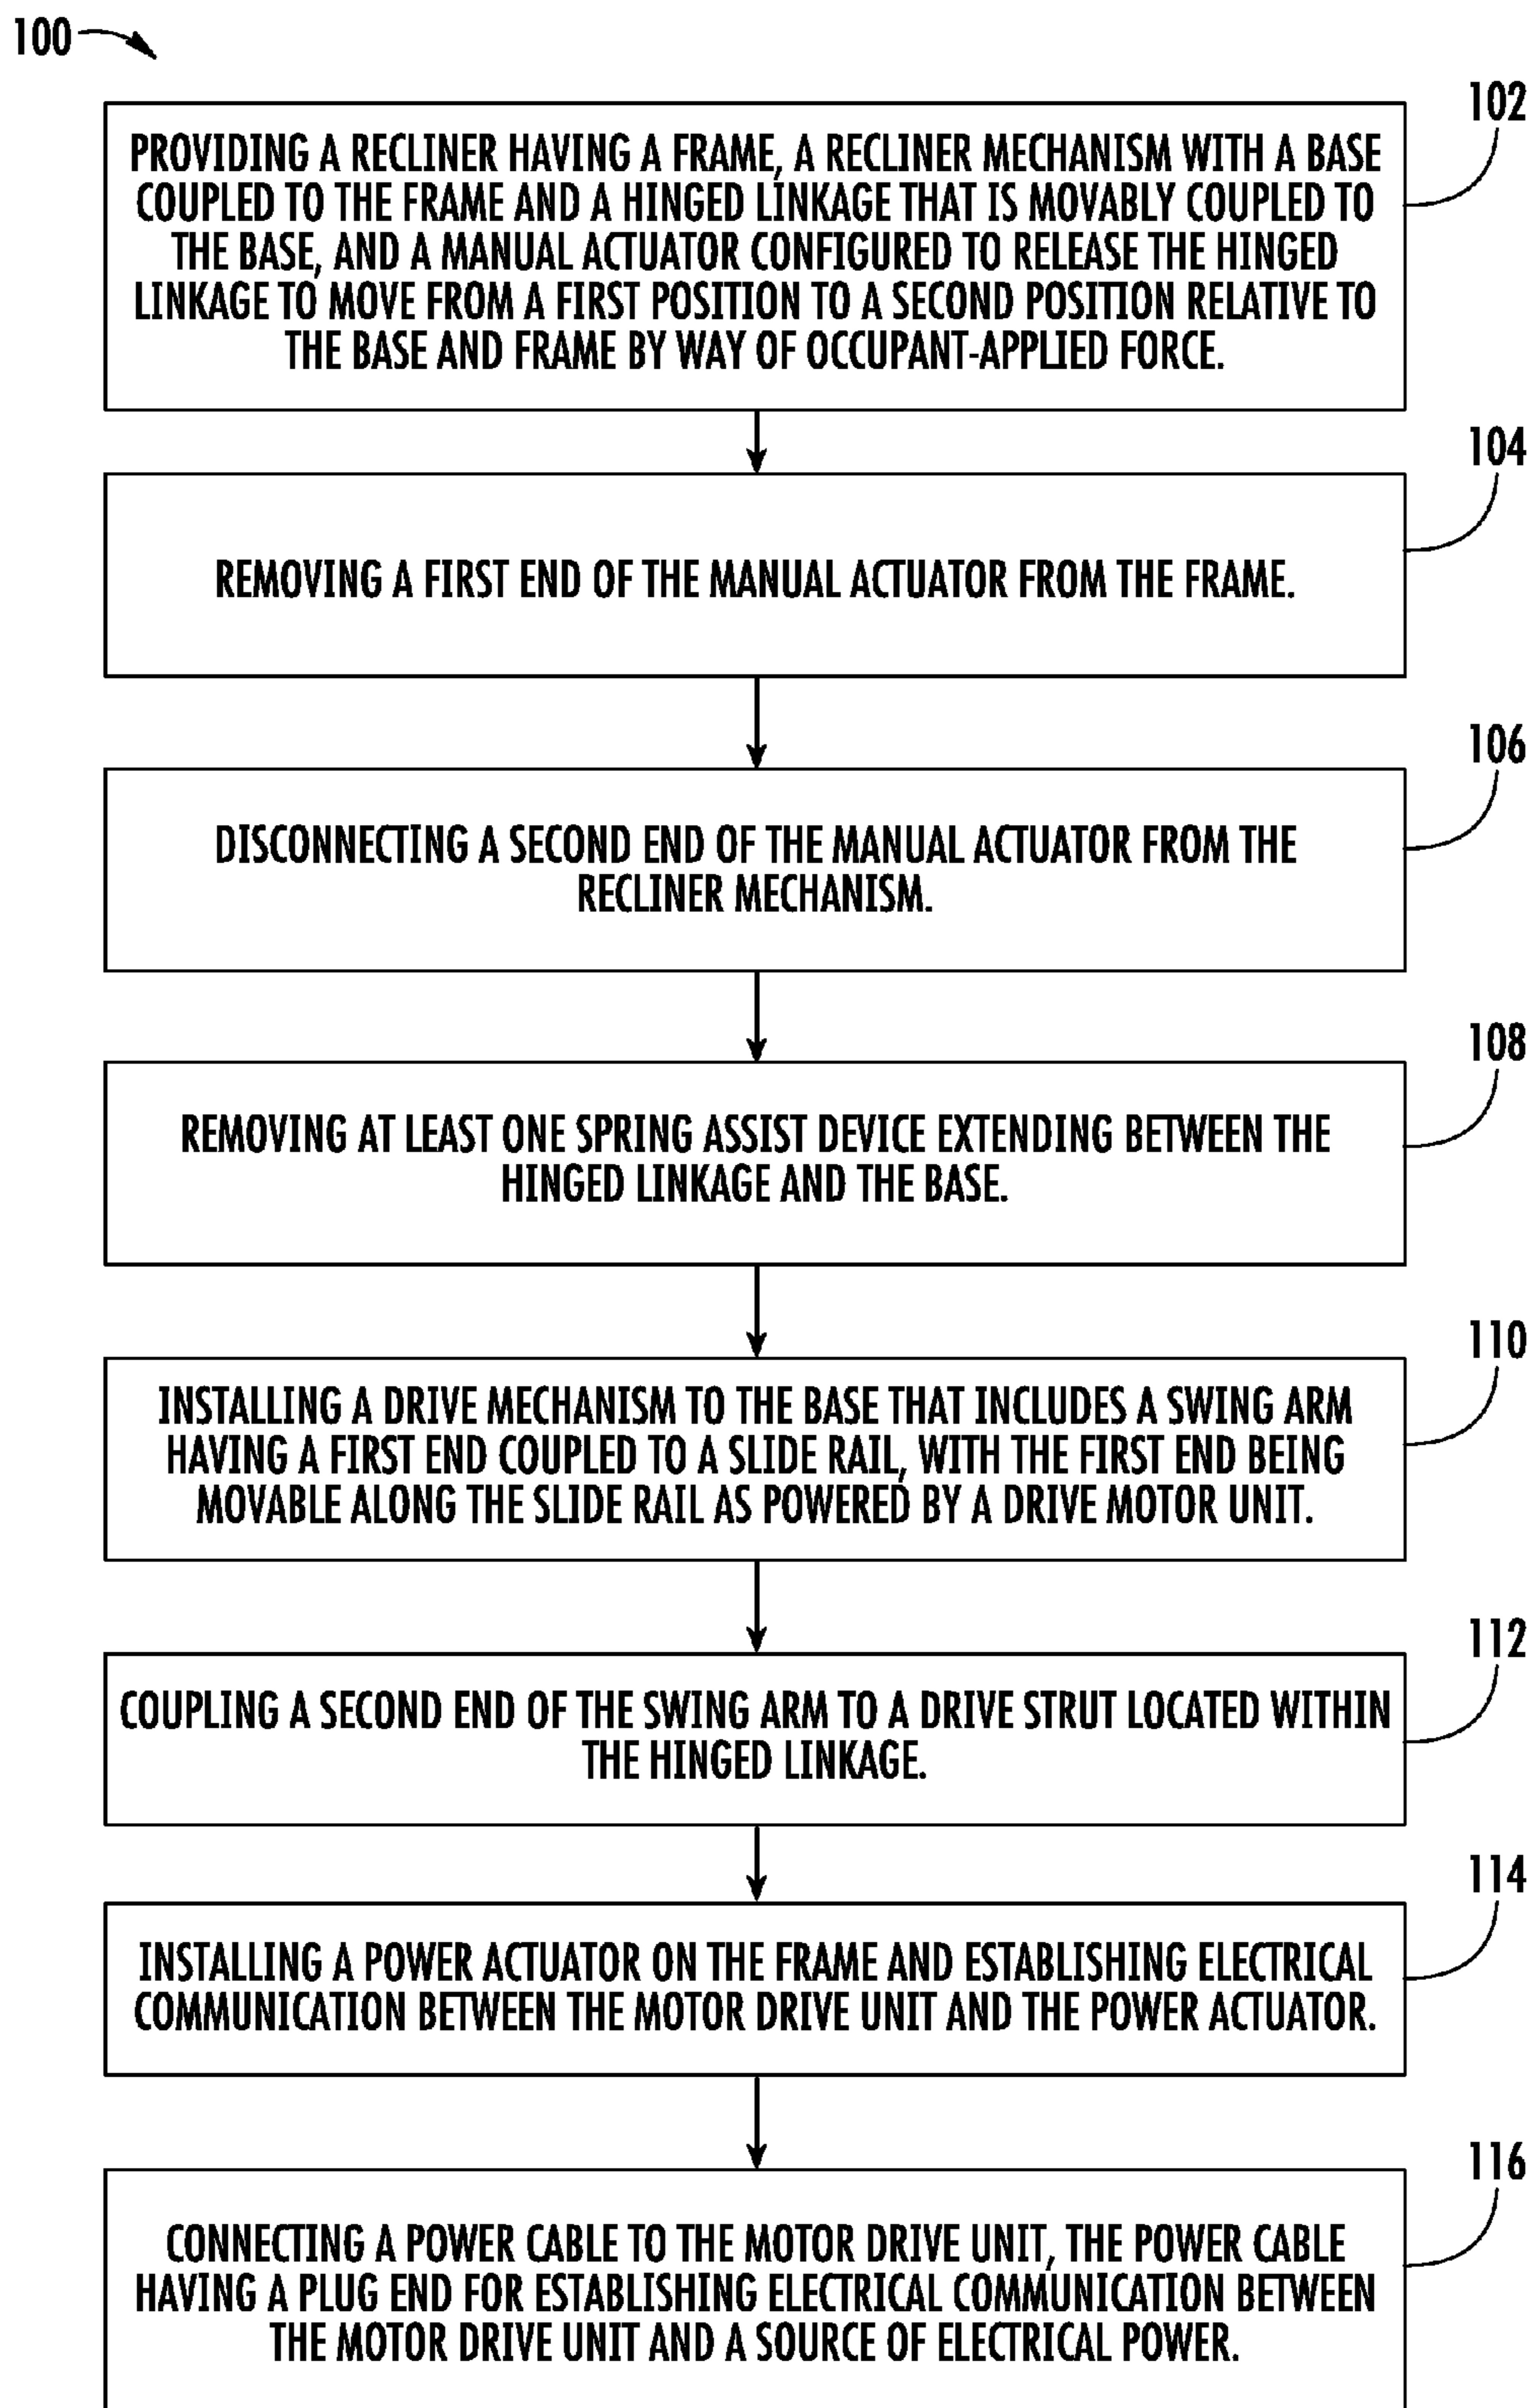 100
102
PROVIDING A RECLINER HAVING A FRAME, A RECLINER MECHANISM WITH A BASE
COUPLED TO THE FRAME AND A HINGED LINKAGE THAT IS MOVABLY COUPLED TO
THE BASE, AND A MANUAL ACTUATOR CONFIGURED TO RELEASE THE HINGED
LINKAGE TO MOVE FROM A FIRST POSITION TO A SECOND POSITION RELATIVE TO
THE BASE AND FRAME BY WAY OF OCCUPANT-APPLIED FORCE.
104
REMOVING A FIRST END OF THE MANUAL ACTUATOR FROM THE FRAME.
106
DISCONNECTING A SECOND END OF THE MANUAL ACTUATOR FROM THE
RECLINER MECHANISM.
108
REMOVING AT LEAST ONE SPRING ASSIST DEVICE EXTENDING BETWEEN THE
HINGED LINKAGE AND THE BASE.
110
INSTALLING A DRIVE MECHANISM TO THE BASE THAT INCLUDES A SWING ARM
HAVING A FIRST END COUPLED TO A SLIDE RAIL, WITH THE FIRST END BEING
MOVABLE ALONG THE SLIDE RAIL AS POWERED BY A DRIVE MOTOR UNIT.
112
COUPLING A SECOND END OF THE SWING ARM TO A DRIVE STRUT LOCATED WITHIN
THE HINGED LINKAGE.
114
INSTALLING A POWER ACTUATOR ON THE FRAME AND ESTABLISHING ELECTRICAL
COMMUNICATION BETWEEN THE MOTOR DRIVE UNIT AND THE POWER ACTUATOR.
116
CONNECTING A POWER CABLE TO THE MOTOR DRIVE UNIT, THE POWER CABLE
HAVING A PLUG END FOR ESTABLISHING ELECTRICAL COMMUNICATION BETWEEN
THE MOTOR DRIVE UNIT AND A SOURCE OF ELECTRICAL POWER.